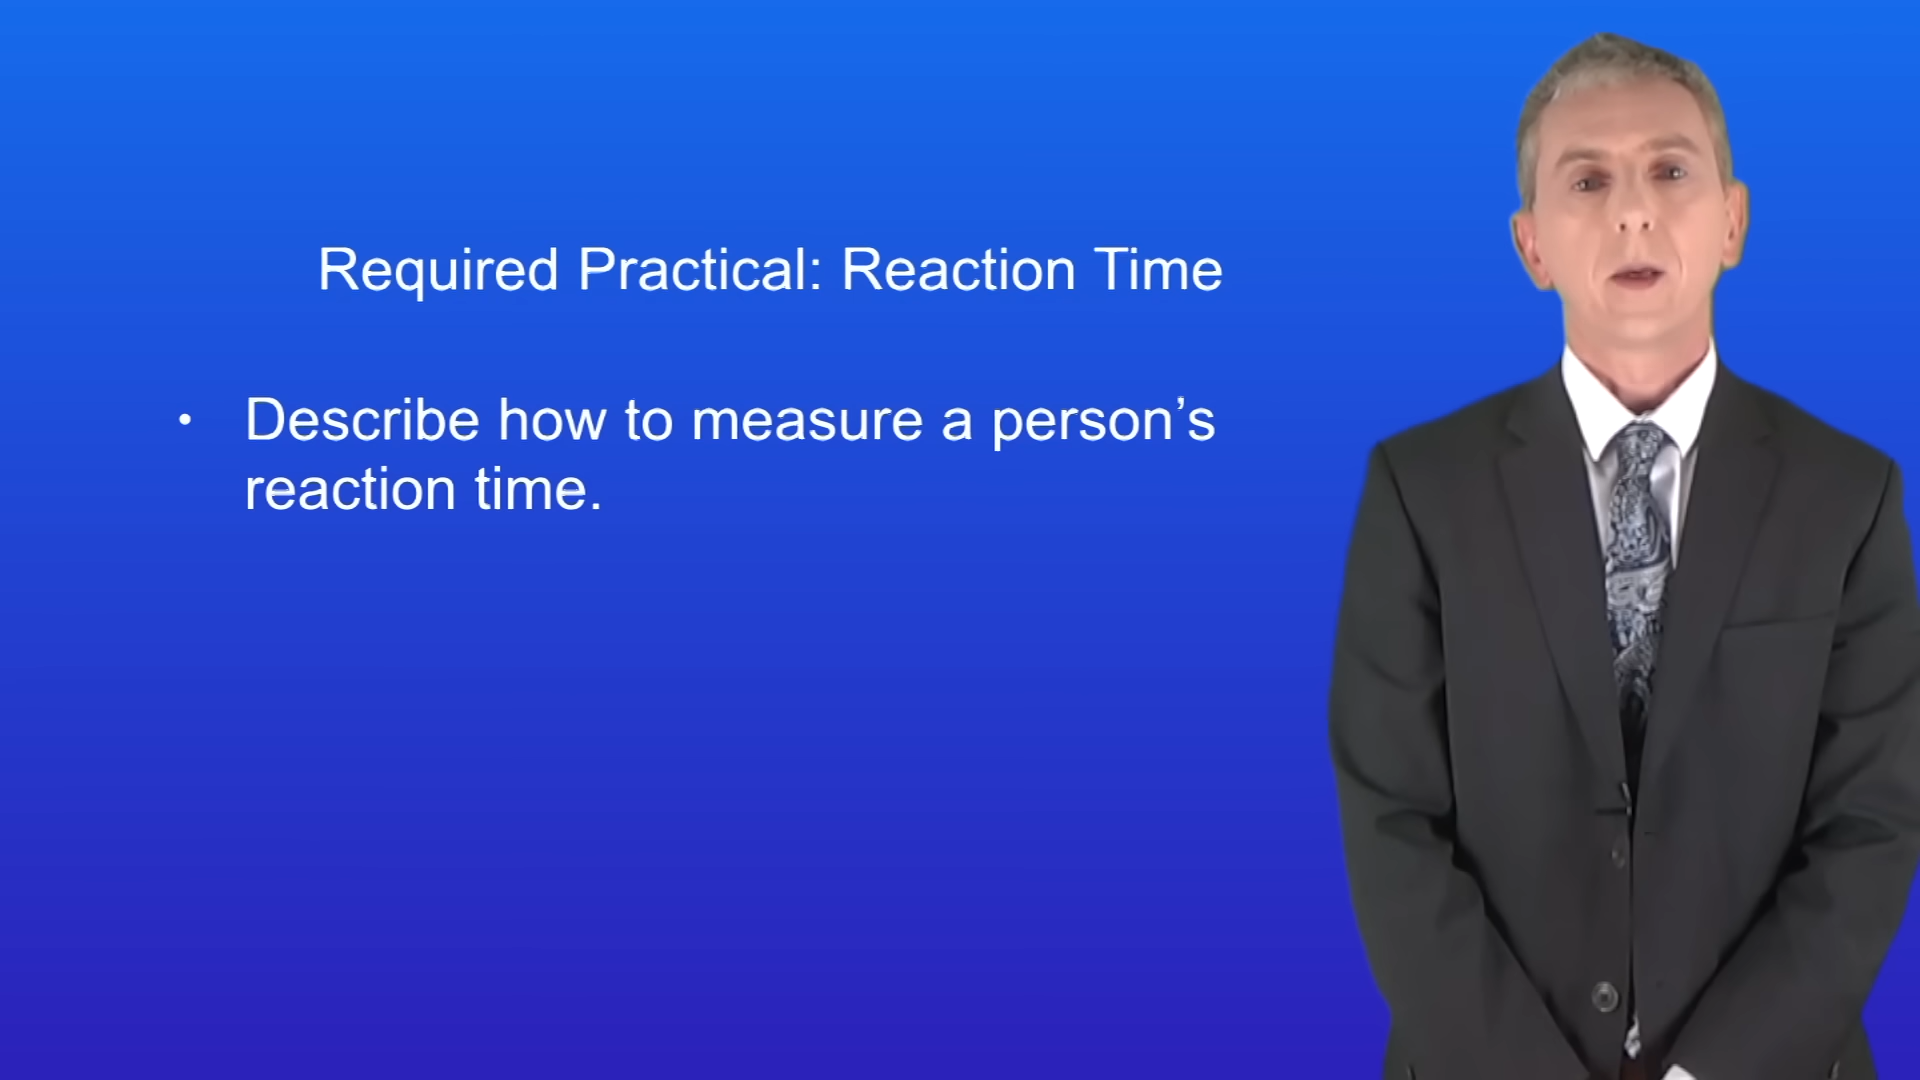 Required Practical: Reaction Time
• Describe how to measure a person’s
reaction time.